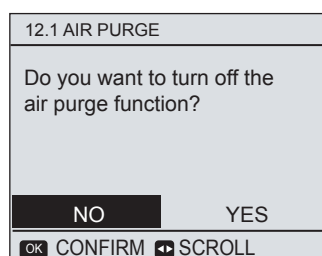 12.1 AIR PURGE
Do you want to turn off the
air purge function?
NO YES
OK CONFIRM SCROLL